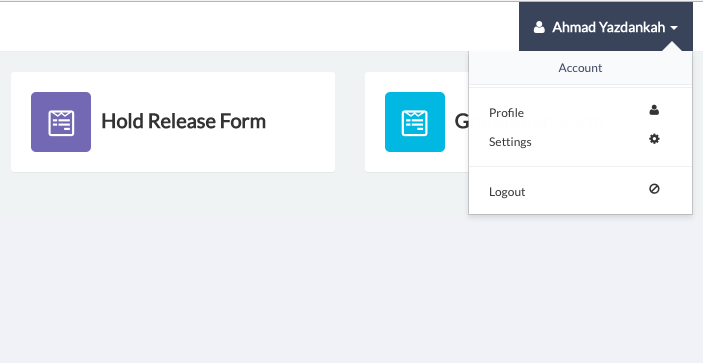 Ahmad Yazdankah
Account
Hold Release Form
G
Profile
Settings
Logout